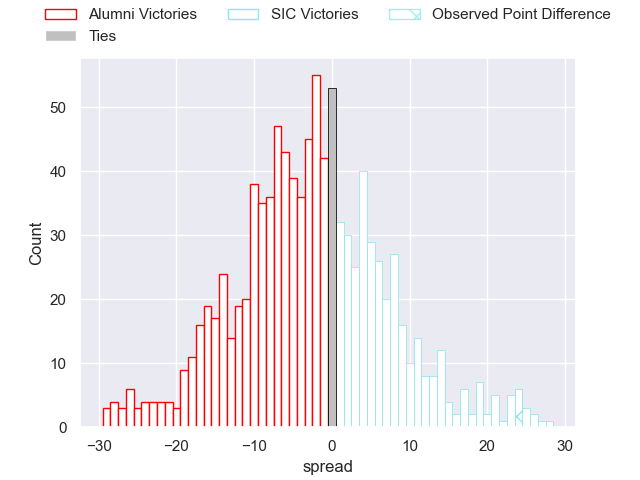 Alumni Victories
SIC Victories
Observed Point Difference
Ties
Count
50
40
30
20
10
0
−30
−20
−10
0
10
20
30
spread